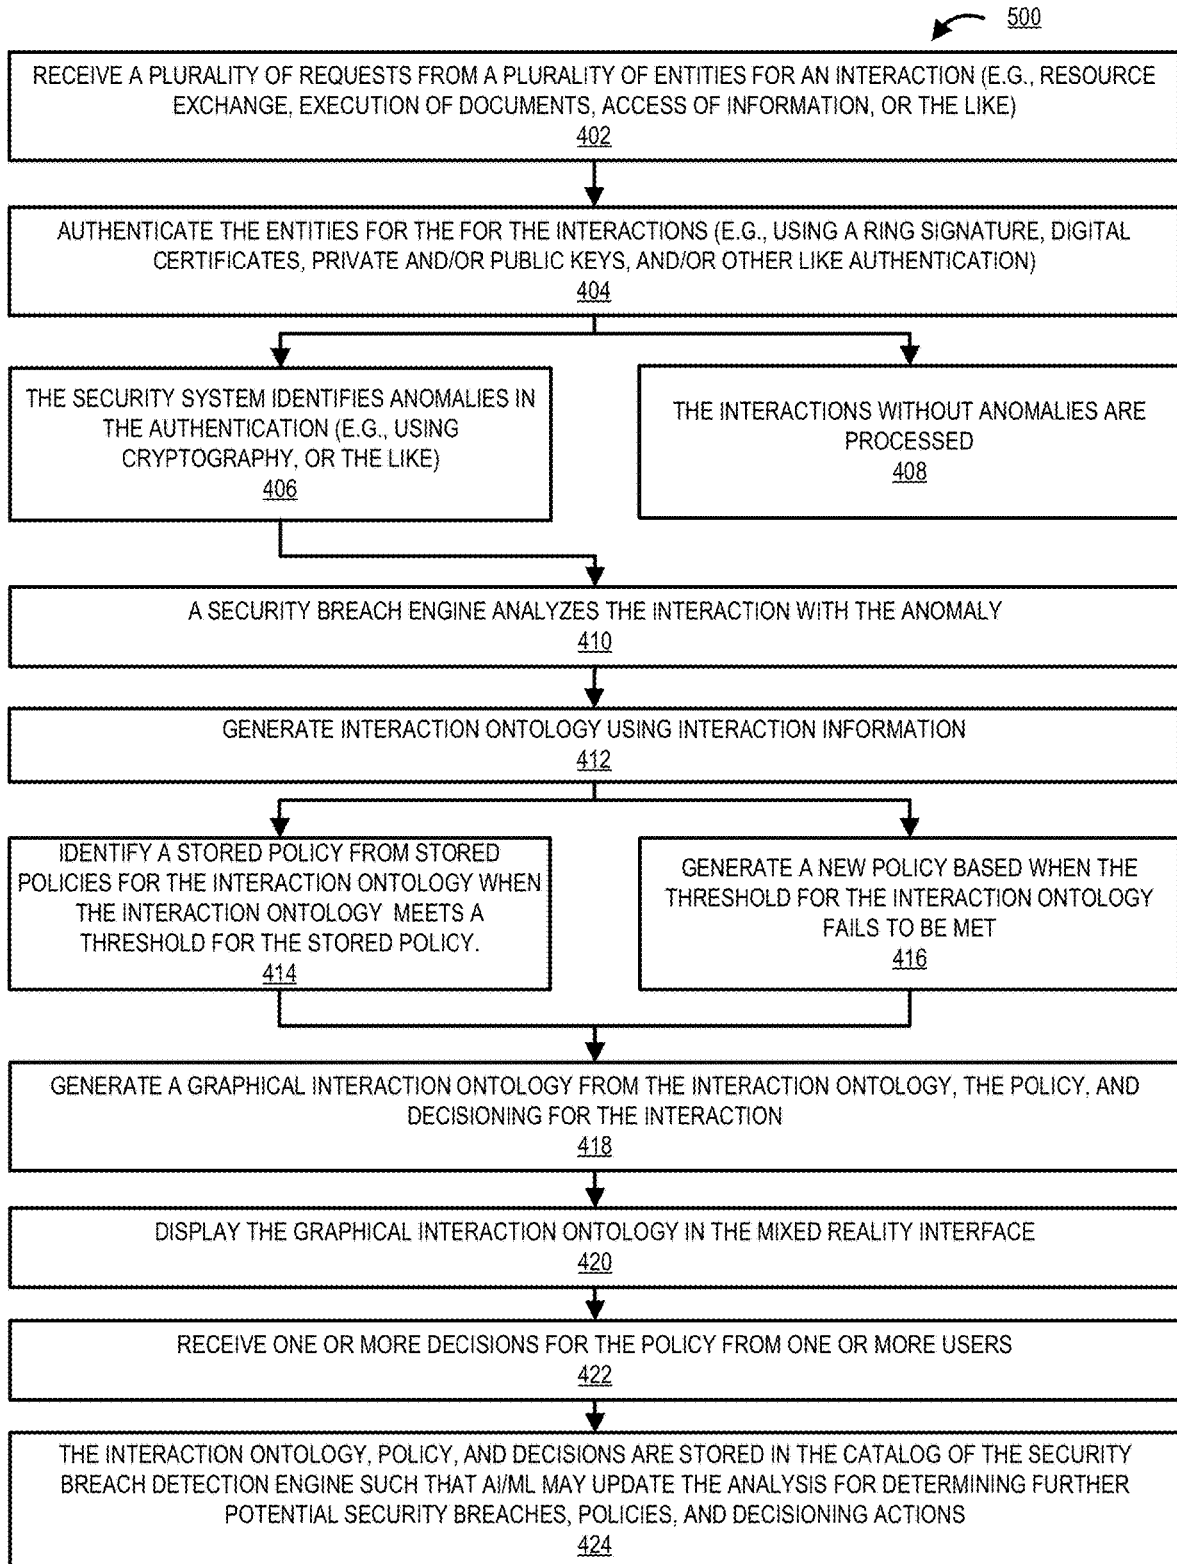 500
RECEIVE A PLURALITY OF REQUESTS FROM A PLURALITY OF ENTITIES FOR AN INTERACTION (E.G., RESOURCE
EXCHANGE, EXECUTION OF DOCUMENTS, ACCESS OF INFORMATION, OR THE LIKE)
402
AUTHENTICATE THE ENTITIES FOR THE FOR THE INTERACTIONS (E.G., USING A RING SIGNATURE, DIGITAL
CERTIFICATES, PRIVATE AND/OR PUBLIC KEYS, AND/OR OTHER LIKE AUTHENTICATION)
404
THE SECURITY SYSTEM IDENTIFIES ANOMALIES IN
THE AUTHENTICATION (E.G., USING
CRYPTOGRAPHY, OR THE LIKE)
406
THE INTERACTIONS WITHOUT ANOMALIES ARE
PROCESSED
408
A SECURITY BREACH ENGINE ANALYZES THE INTERACTION WITH THE ANOMALY
410
GENERATE INTERACTION ONTOLOGY USING INTERACTION INFORMATION
412
IDENTIFY A STORED POLICY FROM STORED
POLICIES FOR THE INTERACTION ONTOLOGY WHEN
THE INTERACTION ONTOLOGY MEETS A
THRESHOLD FOR THE STORED POLICY.
414
GENERATE A NEW POLICY BASED WHEN THE
THRESHOLD FOR THE INTERACTION ONTOLOGY
FAILS TO BE MET
416
GENERATE A GRAPHICAL INTERACTION ONTOLOGY FROM THE INTERACTION ONTOLOGY, THE POLICY, AND
DECISIONING FOR THE INTERACTION
418
DISPLAY THE GRAPHICAL INTERACTION ONTOLOGY IN THE MIXED REALITY INTERFACE
420
RECEIVE ONE OR MORE DECISIONS FOR THE POLICY FROM ONE OR MORE USERS
422
THE INTERACTION ONTOLOGY, POLICY, AND DECISIONS ARE STORED IN THE CATALOG OF THE SECURITY
BREACH DETECTION ENGINE SUCH THAT AI/ML MAY UPDATE THE ANALYSIS FOR DETERMINING FURTHER
POTENTIAL SECURITY BREACHES, POLICIES, AND DECISIONING ACTIONS
424